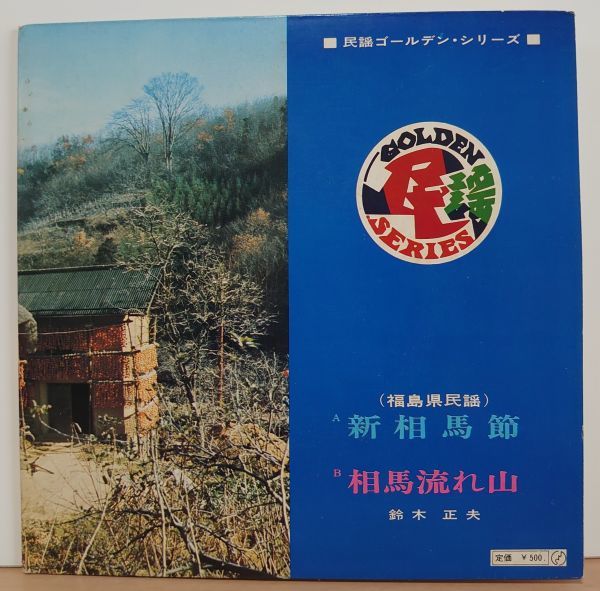 ■ 民謡ゴールデン・シリーズ ■
GOLDEN
民謡
SERIES
(福島県民謡)
A 新相馬節
B 相馬流れ山
鈴木正夫
定価 ¥500.